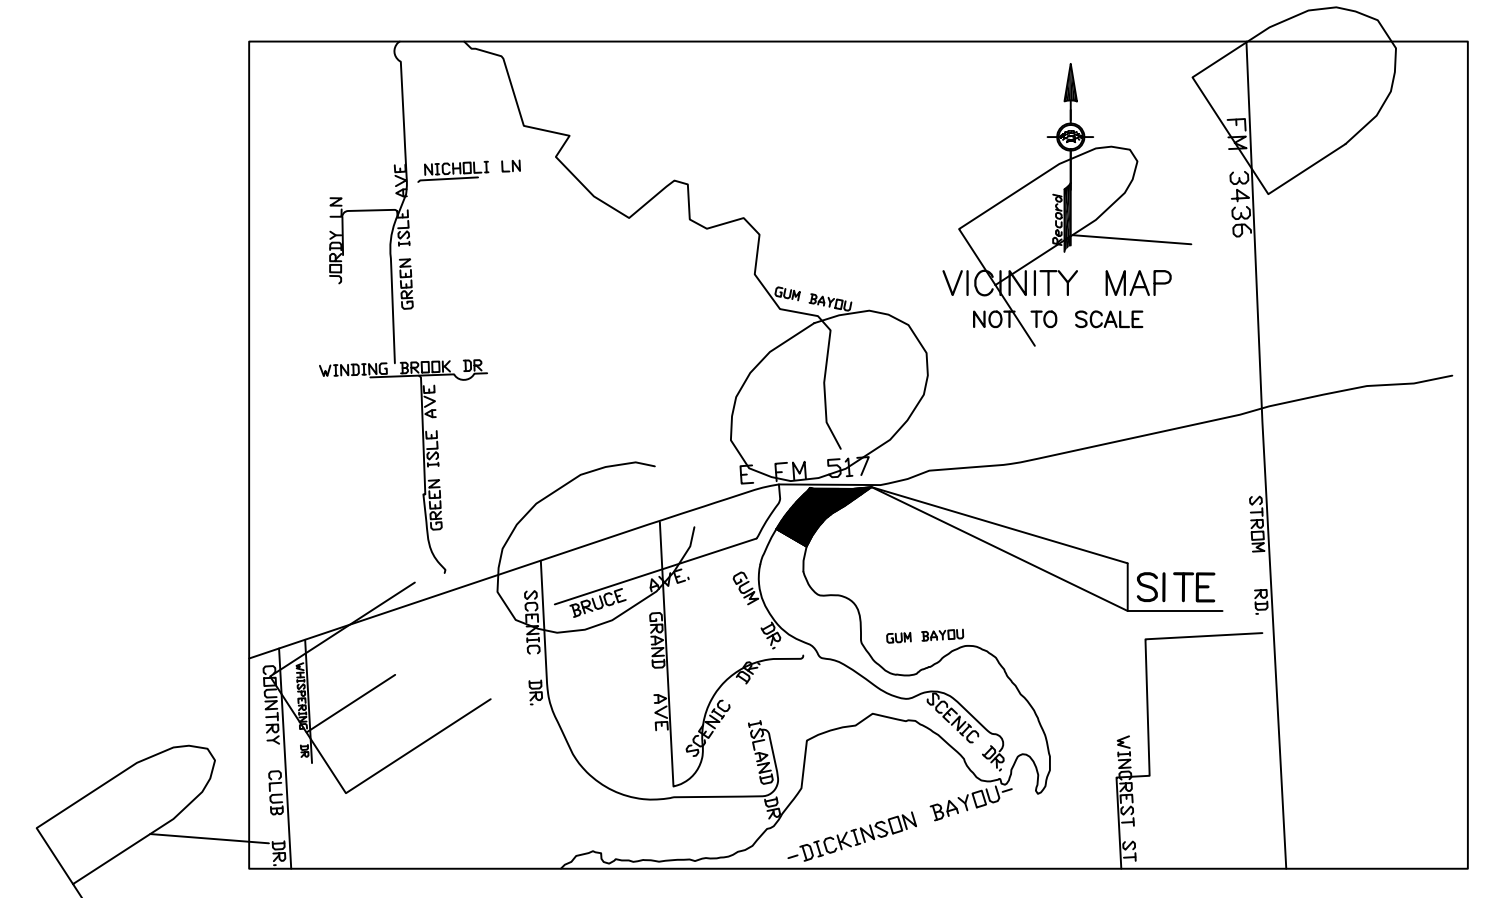 FM 3436
NICHOLI LN
GREEN ISLE AVE
JORDY LN
Record
VICINITY MAP
NOT TO SCALE
GUM BAYOU
WINDING BROOK DR
GREEN ISLE AVE
E FM 517
STROM RD.
SITE
BRUCE AVE.
GUM DR.
SCENIC DR.
GRAND AVE
GUM BAYOU
COUNTRY CLUB DR.
WHISPERING DR
SCENIC DR.
SCENIC DR.
ISLAND DR
WINCREST ST
-DICKINSON BAYOU-